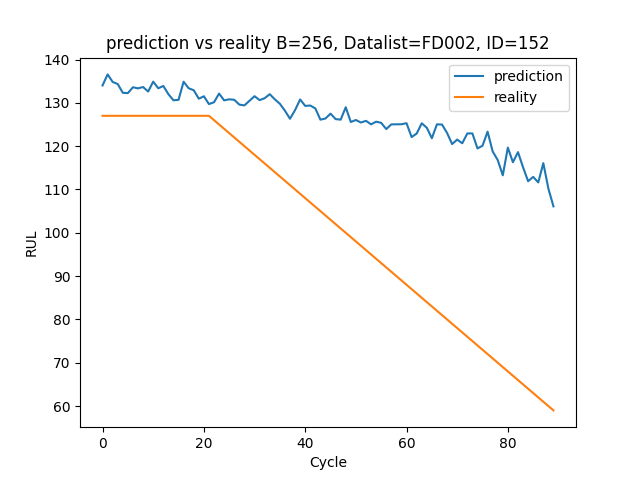 prediction vs reality B=256, Datalist=FD002, ID=152
prediction
reality
RUL
140
130
120
110
100
90
80
70
60
0 20 40 60 80
Cycle